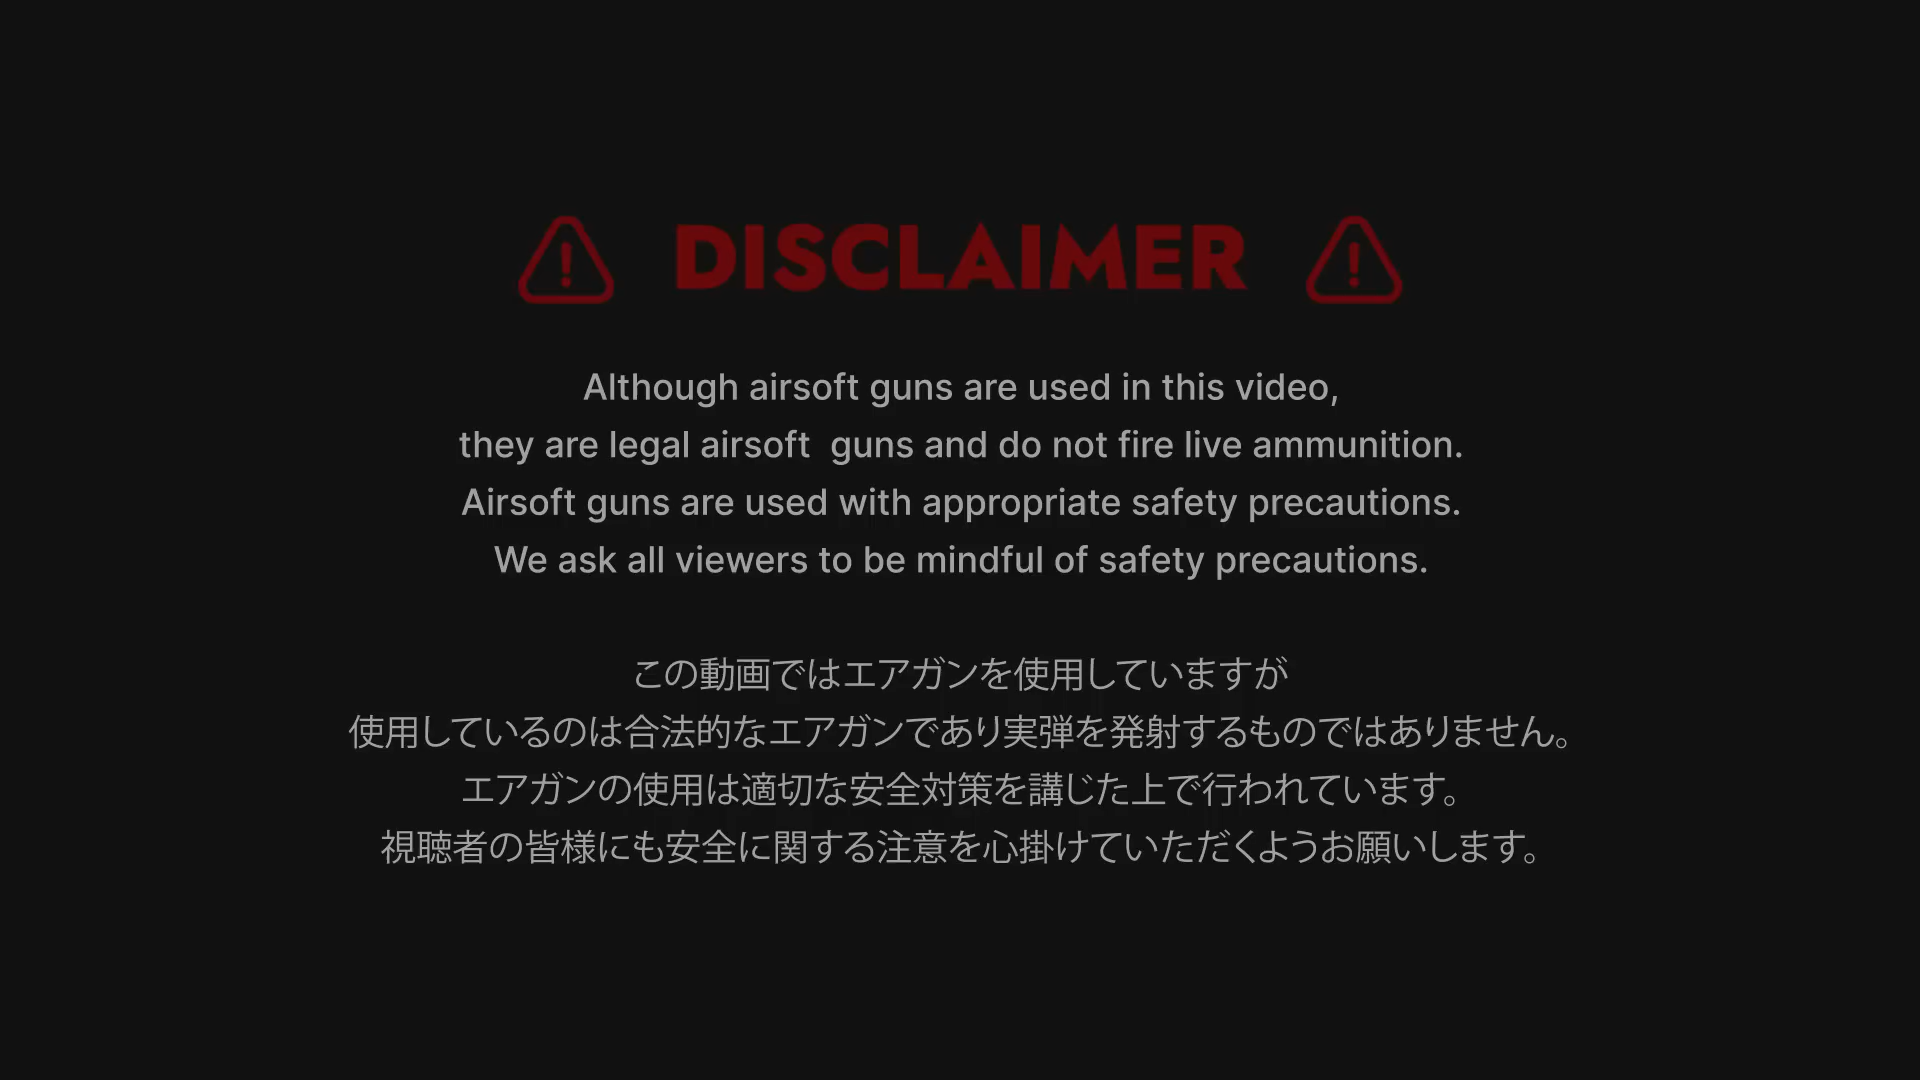 DISCLAIMER
Although airsoft guns are used in this video,
they are legal airsoft  guns and do not fire live ammunition.
Airsoft guns are used with appropriate safety precautions.
We ask all viewers to be mindful of safety precautions.
この動画ではエアガンを使用していますが
使用しているのは合法的なエアガンであり実弾を発射するものではありません。
エアガンの使用は適切な安全対策を講じた上で行われています。
視聴者の皆様にも安全に関する注意を心掛けていただくようお願いします。